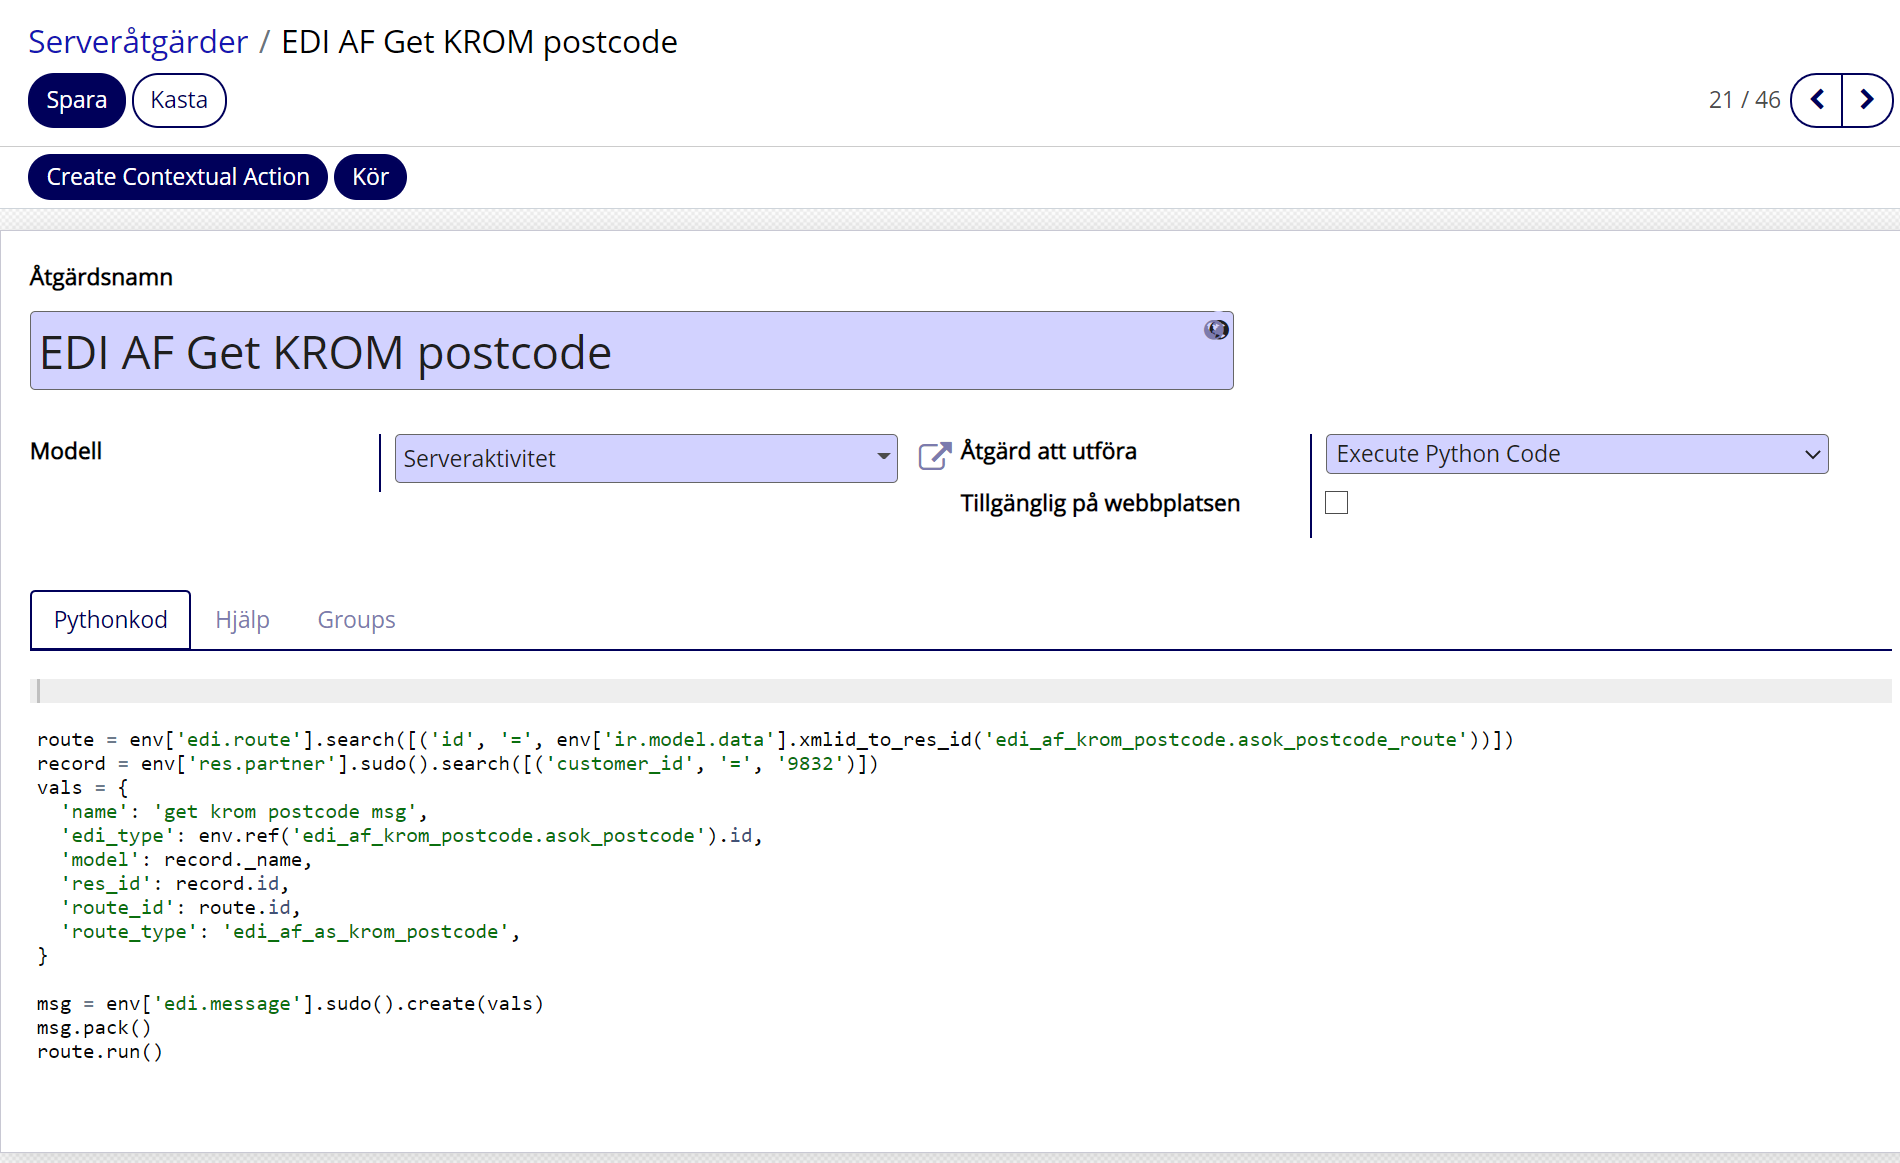 Serveråtgärder / EDI AF Get KROM postcode
Spara Kasta 21 / 46
Create Contextual Action Kör
Åtgärdsnamn
EDI AF Get KROM postcode
Modell Serveraktivitet Åtgärd att utföra Execute Python Code
Tillgänglig på webbplatsen
Pythonkod Hjälp Groups
route = env['edi.route'].search([('id', '=', env['ir.model.data'].xmlid_to_res_id('edi_af_krom_postcode.asok_postcode_route'))])
record = env['res.partner'].sudo().search([('customer_id', '=', '9832')])
vals = {
  'name': 'get krom postcode msg',
  'edi_type': env.ref('edi_af_krom_postcode.asok_postcode').id,
  'model': record._name,
  'res_id': record.id,
  'route_id': route.id,
  'route_type': 'edi_af_as_krom_postcode',
}
msg = env['edi.message'].sudo().create(vals)
msg.pack()
route.run()